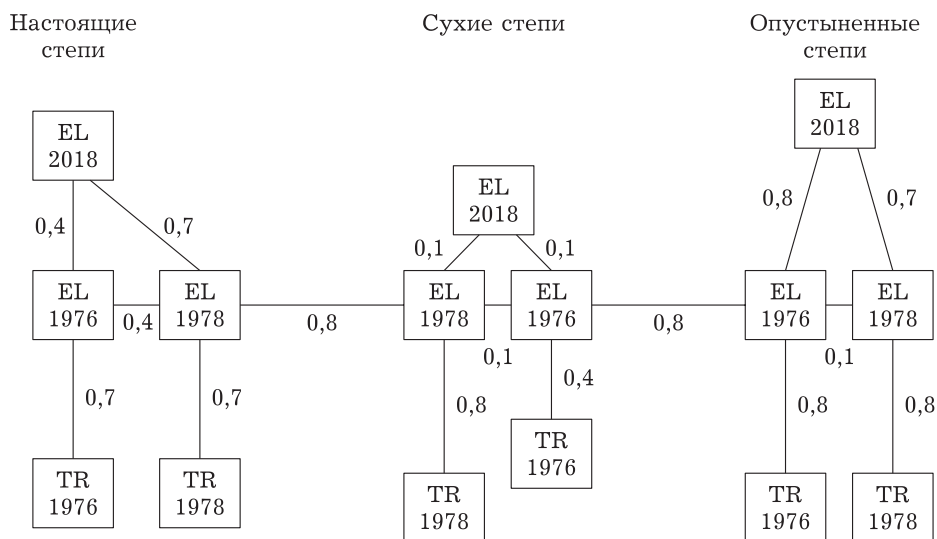 Настоящие
степи
Сухие степи
Опустыненные
степи
EL
2018
EL
2018
EL
2018
0,4
0,7
0,1
0,1
0,8
0,7
EL
1976
0,4
EL
1978
0,8
EL
1978
0,1
EL
1976
0,8
EL
1976
0,1
EL
1978
0,7
0,7
0,8
0,4
0,8
0,8
TR
1976
TR
1978
TR
1978
TR
1976
TR
1976
TR
1978